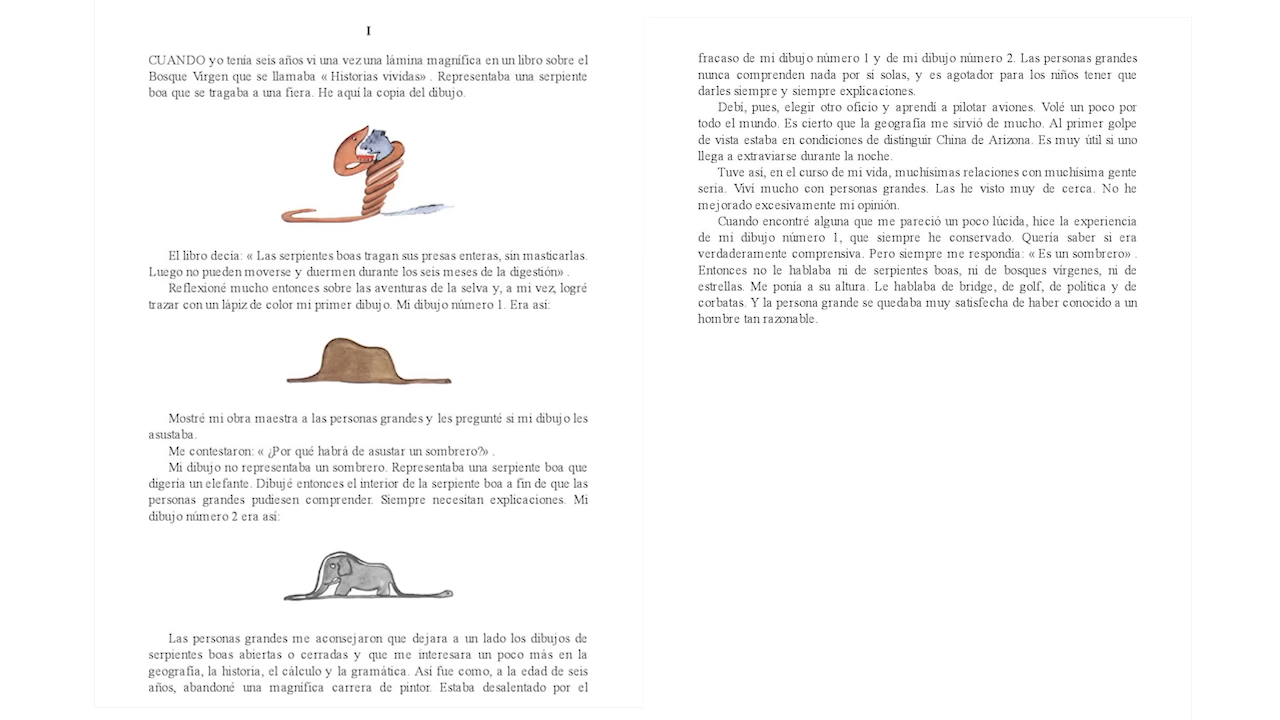 I
CUANDO yo tenía seis años vi una vez una lámina magnífica en un libro sobre el
Bosque Virgen que se llamaba « Historias vividas» . Representaba una serpiente
boa que se tragaba a una fiera. He aquí la copia del dibujo.
El libro decía: « Las serpientes boas tragan sus presas enteras, sin masticarlas.
Luego no pueden moverse y duermen durante los seis meses de la digestión» .
Reflexioné mucho entonces sobre las aventuras de la selva y, a mi vez, logré
trazar con un lápiz de color mi primer dibujo. Mi dibujo número 1. Era así:
Mostré mi obra maestra a las personas grandes y les pregunté si mi dibujo les
asustaba.
Me contestaron: « ¿Por qué habrá de asustar un sombrero?» .
Mi dibujo no representaba un sombrero. Representaba una serpiente boa que
digería un elefante. Dibujé entonces el interior de la serpiente boa a fin de que las
personas grandes pudiesen comprender. Siempre necesitan explicaciones. Mi
dibujo número 2 era así:
Las personas grandes me aconsejaron que dejara a un lado los dibujos de
serpientes boas abiertas o cerradas y que me interesara un poco más en la
geografía, la historia, el cálculo y la gramática. Así fue como, a la edad de seis
años, abandoné una magnífica carrera de pintor. Estaba desalentado por el
fracaso de mi dibujo número 1 y de mi dibujo número 2. Las personas grandes
nunca comprenden nada por sí solas, y es agotador para los niños tener que
darles siempre y siempre explicaciones.
Debí, pues, elegir otro oficio y aprendí a pilotar aviones. Volé un poco por
todo el mundo. Es cierto que la geografía me sirvió de mucho. Al primer golpe
de vista estaba en condiciones de distinguir China de Arizona. Es muy útil si uno
llega a extraviarse durante la noche.
Tuve así, en el curso de mi vida, muchísimas relaciones con muchísima gente
seria. Viví mucho con personas grandes. Las he visto muy de cerca. No he
mejorado excesivamente mi opinión.
Cuando encontré alguna que me pareció un poco lúcida, hice la experiencia
de mi dibujo número 1, que siempre he conservado. Quería saber si era
verdaderamente comprensiva. Pero siempre me respondía: « Es un sombrero» .
Entonces no le hablaba ni de serpientes boas, ni de bosques vírgenes, ni de
estrellas. Me ponía a su altura. Le hablaba de bridge, de golf, de política y de
corbatas. Y la persona grande se quedaba muy satisfecha de haber conocido a un
hombre tan razonable.